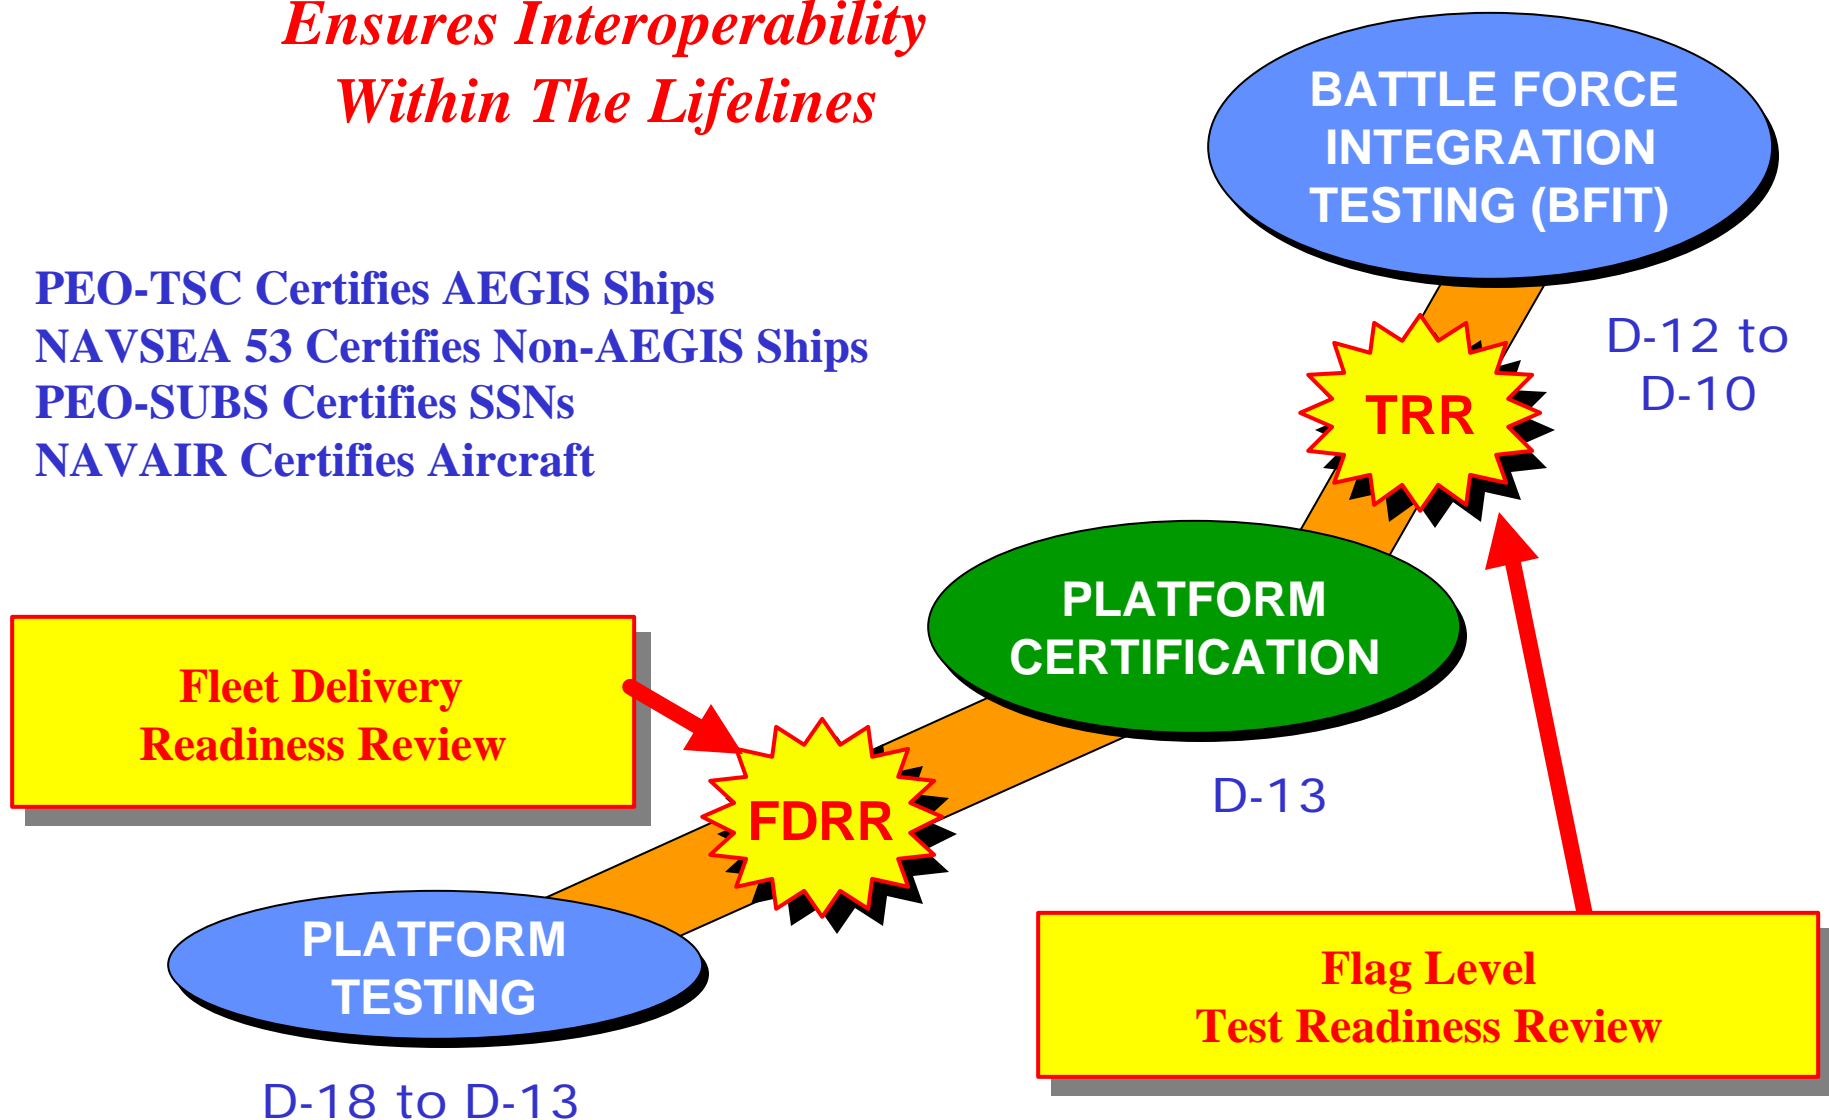 Ensures Interoperability
Within The Lifelines
BATTLE FORCE
INTEGRATION
TESTING (BFIT)
PEO-TSC Certifies AEGIS Ships
NAVSEA 53 Certifies Non-AEGIS Ships
PEO-SUBS Certifies SSNs
NAVAIR Certifies Aircraft
D-12 to
D-10
TRR
PLATFORM
CERTIFICATION
Fleet Delivery
Readiness Review
D-13
FDRR
PLATFORM
TESTING
Flag Level
Test Readiness Review
D-18 to D-13